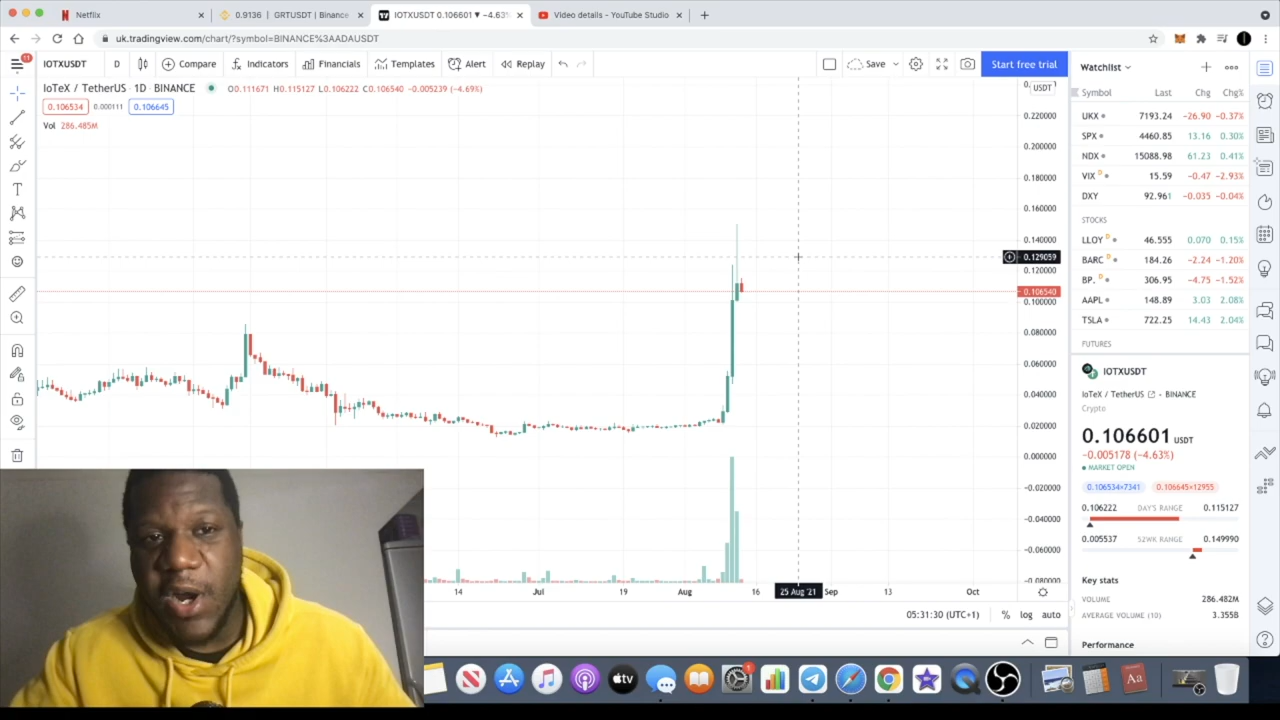 Netflix
0.9136 | GRTUSDT | Binance
IOTXUSDT 0.106601 ▼ −4.63%
Video details - YouTube Studio
uk.tradingview.com/chart/?symbol=BINANCE%3AADAUSDT
11
IOTXUSDT D Compare Indicators Financials Templates Alert Replay Save Start free trial
IoTeX / TetherUS · 1D · BINANCE O0.111671 H0.115127 L0.106222 C0.106540 −0.005239 (−4.69%)
0.106534 0.000111 0.106645
Vol 286.485M
USDT
0.220000
0.200000
0.180000
0.160000
0.140000
0.129059
0.120000
0.106540
0.100000
0.080000
0.060000
0.040000
0.020000
0.000000
−0.020000
−0.040000
−0.060000
−0.080000
14 Jul 19 Aug 16 25 Aug '21 Sep 13 Oct
05:31:30 (UTC+1) % log auto
Watchlist
Symbol Last Chg Chg%
UKX 7193.24 −26.90 −0.37%
SPX 4460.85 13.16 0.30%
NDX 15088.98 61.23 0.41%
VIX D 15.59 −0.47 −2.93%
DXY 92.961 −0.035 −0.04%
STOCKS
LLOY D 46.555 0.070 0.15%
BARC D 184.26 −2.24 −1.20%
BP. D 306.95 −4.75 −1.52%
AAPL 148.89 3.03 2.08%
TSLA 722.25 14.43 2.04%
FUTURES
IOTXUSDT
IoTeX / TetherUS · BINANCE
Crypto
0.106601 USDT
−0.005178 (−4.63%)
MARKET OPEN
0.106534×7341 0.106645×12955
0.106222 DAY'S RANGE 0.115127
0.005537 52WK RANGE 0.149990
Key stats
VOLUME 286.482M
AVERAGE VOLUME (10) 3.355B
Performance
tv
1